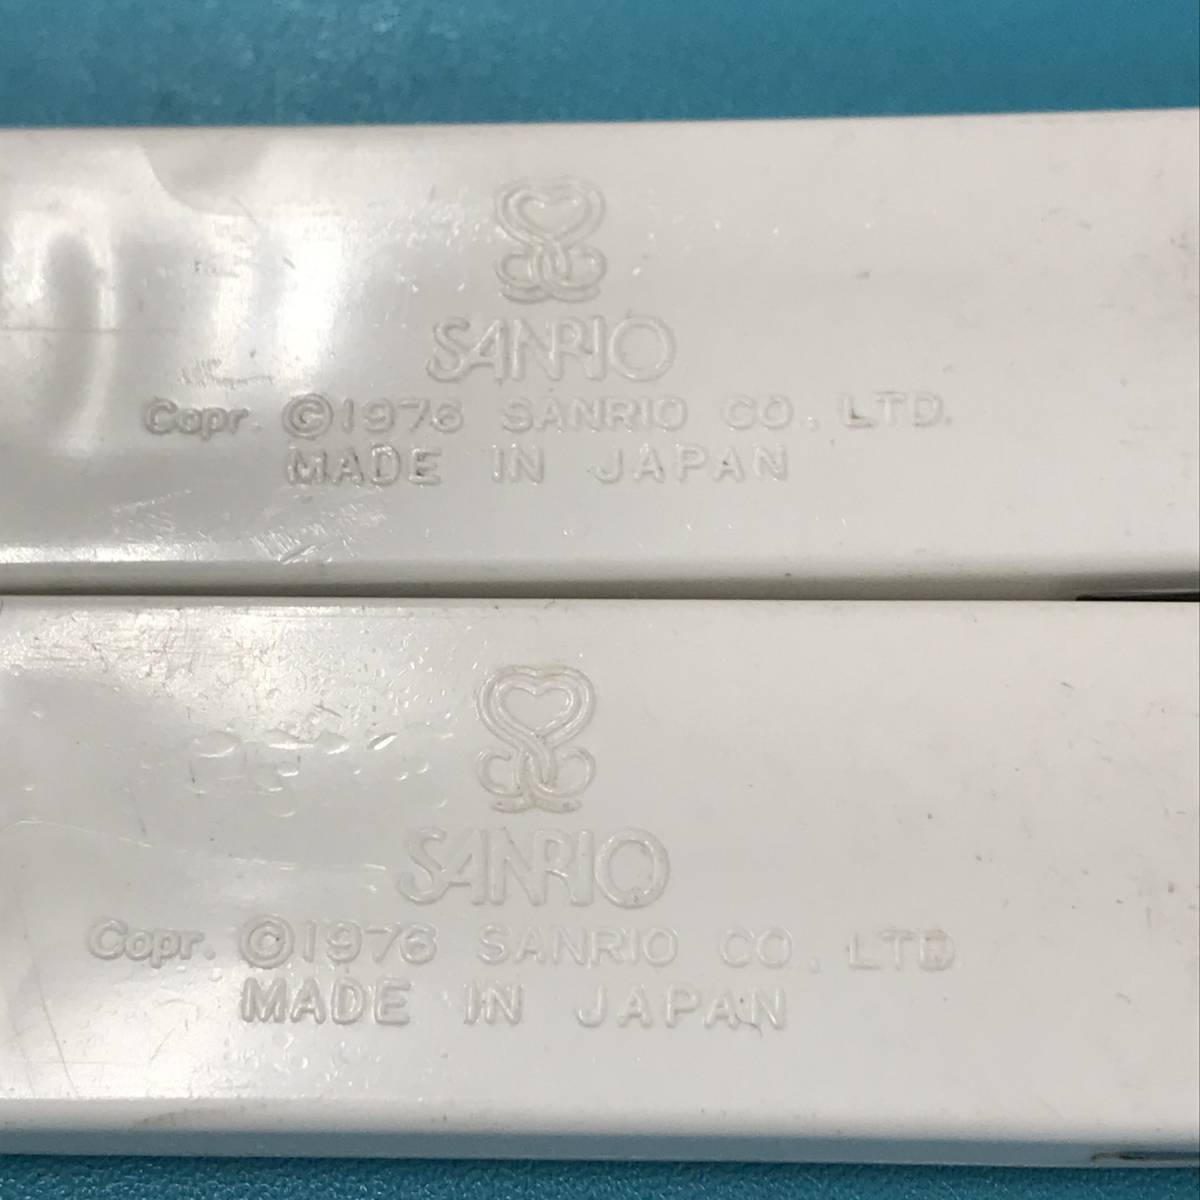 SANRIO
Copr. ©1976 SANRIO CO., LTD.
MADE IN JAPAN
SANRIO
Copr. ©1976 SANRIO CO., LTD
MADE IN JAPAN